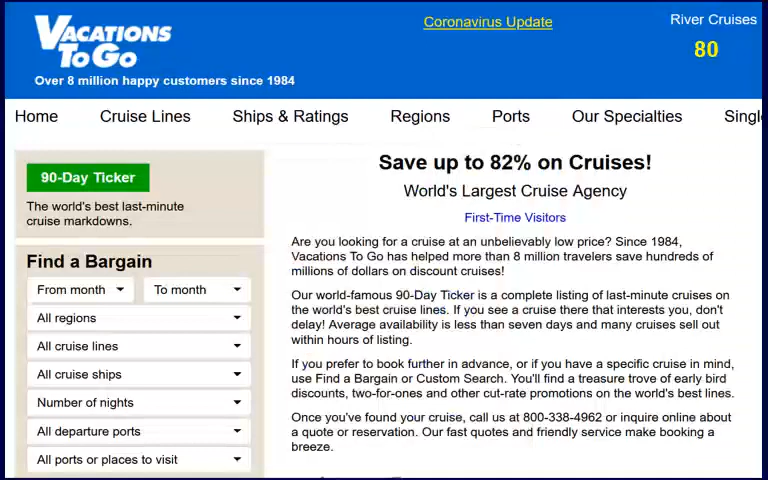 VACATIONS
TO GO
Over 8 million happy customers since 1984
Coronavirus Update
River Cruises
80
Home Cruise Lines Ships & Ratings Regions Ports Our Specialties Singl
90-Day Ticker
The world's best last-minute
cruise markdowns.
Find a Bargain
From month To month
All regions
All cruise lines
All cruise ships
Number of nights
All departure ports
All ports or places to visit
Save up to 82% on Cruises!
World's Largest Cruise Agency
First-Time Visitors
Are you looking for a cruise at an unbelievably low price? Since 1984,
Vacations To Go has helped more than 8 million travelers save hundreds of
millions of dollars on discount cruises!
Our world-famous 90-Day Ticker is a complete listing of last-minute cruises on
the world's best cruise lines. If you see a cruise there that interests you, don't
delay! Average availability is less than seven days and many cruises sell out
within hours of listing.
If you prefer to book further in advance, or if you have a specific cruise in mind,
use Find a Bargain or Custom Search. You'll find a treasure trove of early bird
discounts, two-for-ones and other cut-rate promotions on the world's best lines.
Once you've found your cruise, call us at 800-338-4962 or inquire online about
a quote or reservation. Our fast quotes and friendly service make booking a
breeze.